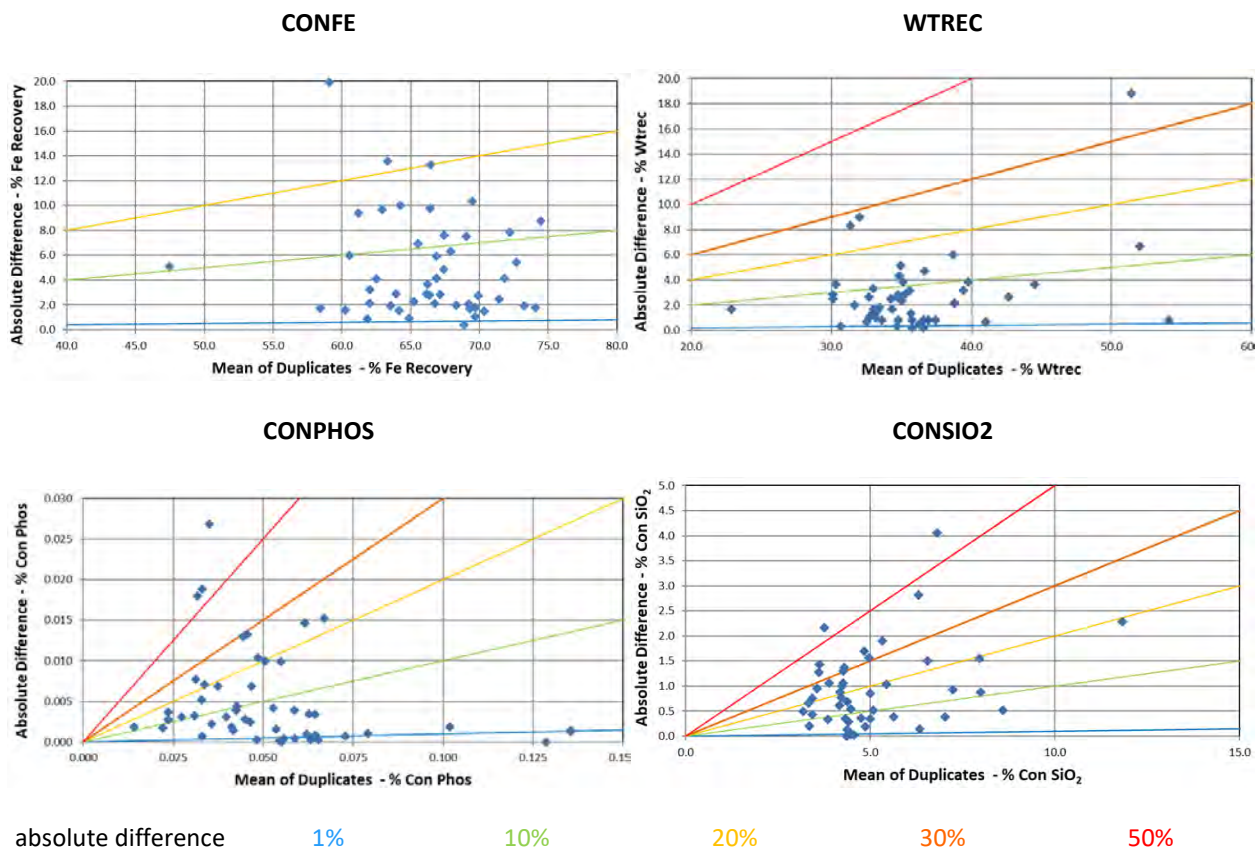 CONFE
WTREC
Absolute Difference - % Fe Recovery
20.0
18.0
16.0
14.0
12.0
10.0
8.0
6.0
4.0
2.0
0.0
40.0 45.0 50.0 55.0 60.0 65.0 70.0 75.0 80.0
Mean of Duplicates - % Fe Recovery
Absolute Difference - % Wtrec
20.0
18.0
16.0
14.0
12.0
10.0
8.0
6.0
4.0
2.0
0.0
20.0 30.0 40.0 50.0 60
Mean of Duplicates - % Wtrec
CONPHOS
CONSIO2
Absolute Difference - % Con Phos
0.030
0.025
0.020
0.015
0.010
0.005
0.000
0.000 0.025 0.050 0.075 0.100 0.125 0.15
Mean of Duplicates - % Con Phos
Absolute Difference - % Con SiO₂
5.0
4.5
4.0
3.5
3.0
2.5
2.0
1.5
1.0
0.5
0.0
0.0 5.0 10.0 15.0
Mean of Duplicates - % Con SiO₂
absolute difference 1% 10% 20% 30% 50%